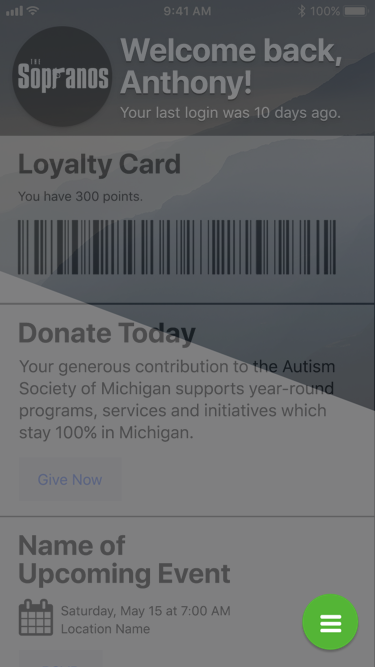 9:41 AM
100%
THE
Sopranos
Welcome back,
Anthony!
Your last login was 10 days ago.
Loyalty Card
You have 300 points.
Donate Today
Your generous contribution to the Autism
Society of Michigan supports year-round
programs, services and initiatives which
stay 100% in Michigan.
Give Now
Name of
Upcoming Event
Saturday, May 15 at 7:00 AM
Location Name